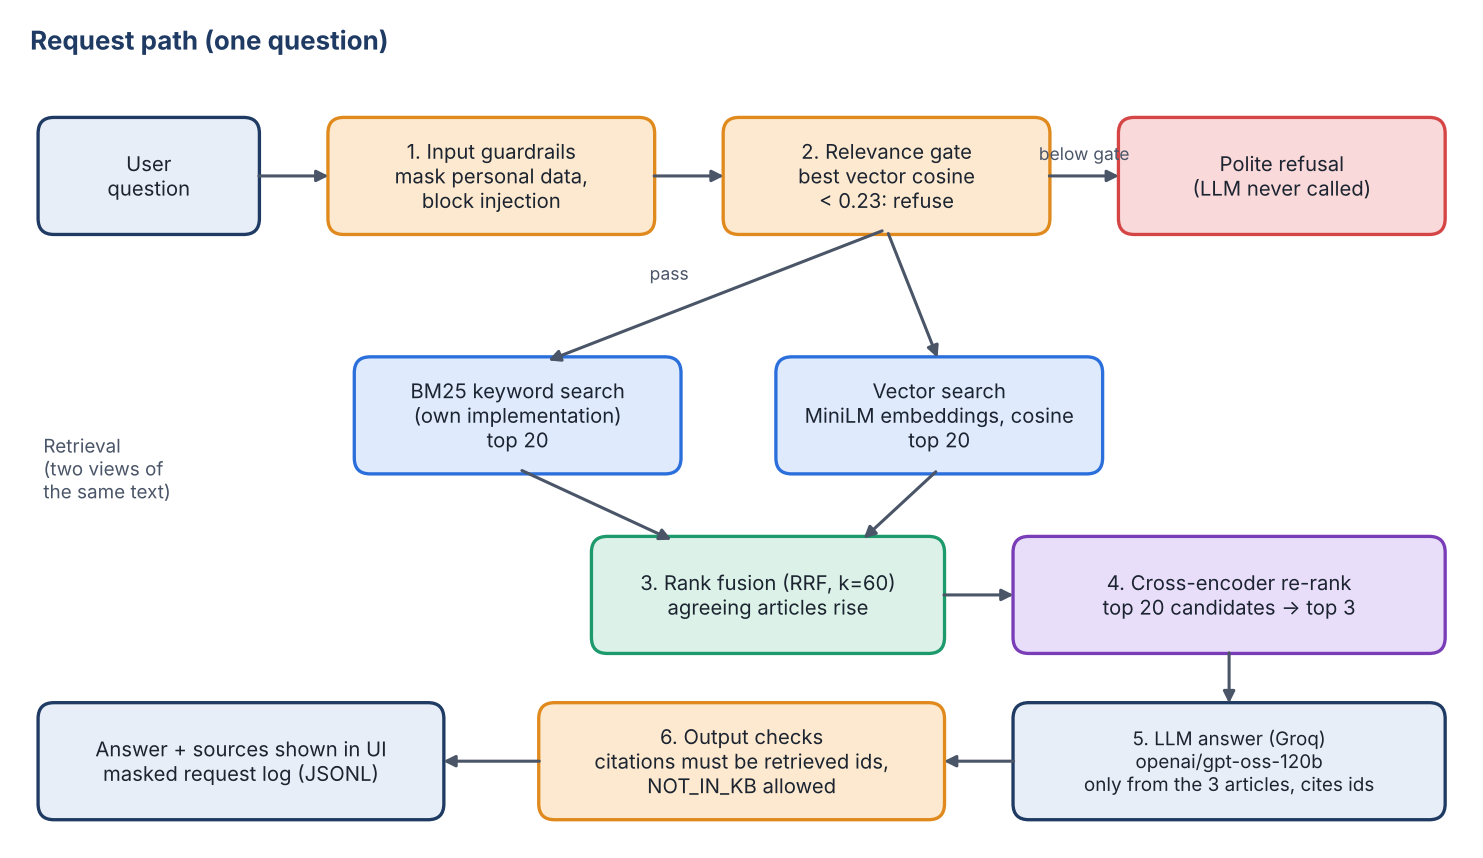 Request path (one question)
User
question
1. Input guardrails
mask personal data,
block injection
2. Relevance gate
best vector cosine
< 0.23: refuse
below gate
Polite refusal
(LLM never called)
pass
BM25 keyword search
(own implementation)
top 20
Vector search
MiniLM embeddings, cosine
top 20
Retrieval
(two views of
the same text)
3. Rank fusion (RRF, k=60)
agreeing articles rise
4. Cross-encoder re-rank
top 20 candidates → top 3
5. LLM answer (Groq)
openai/gpt-oss-120b
only from the 3 articles, cites ids
6. Output checks
citations must be retrieved ids,
NOT_IN_KB allowed
Answer + sources shown in UI
masked request log (JSONL)